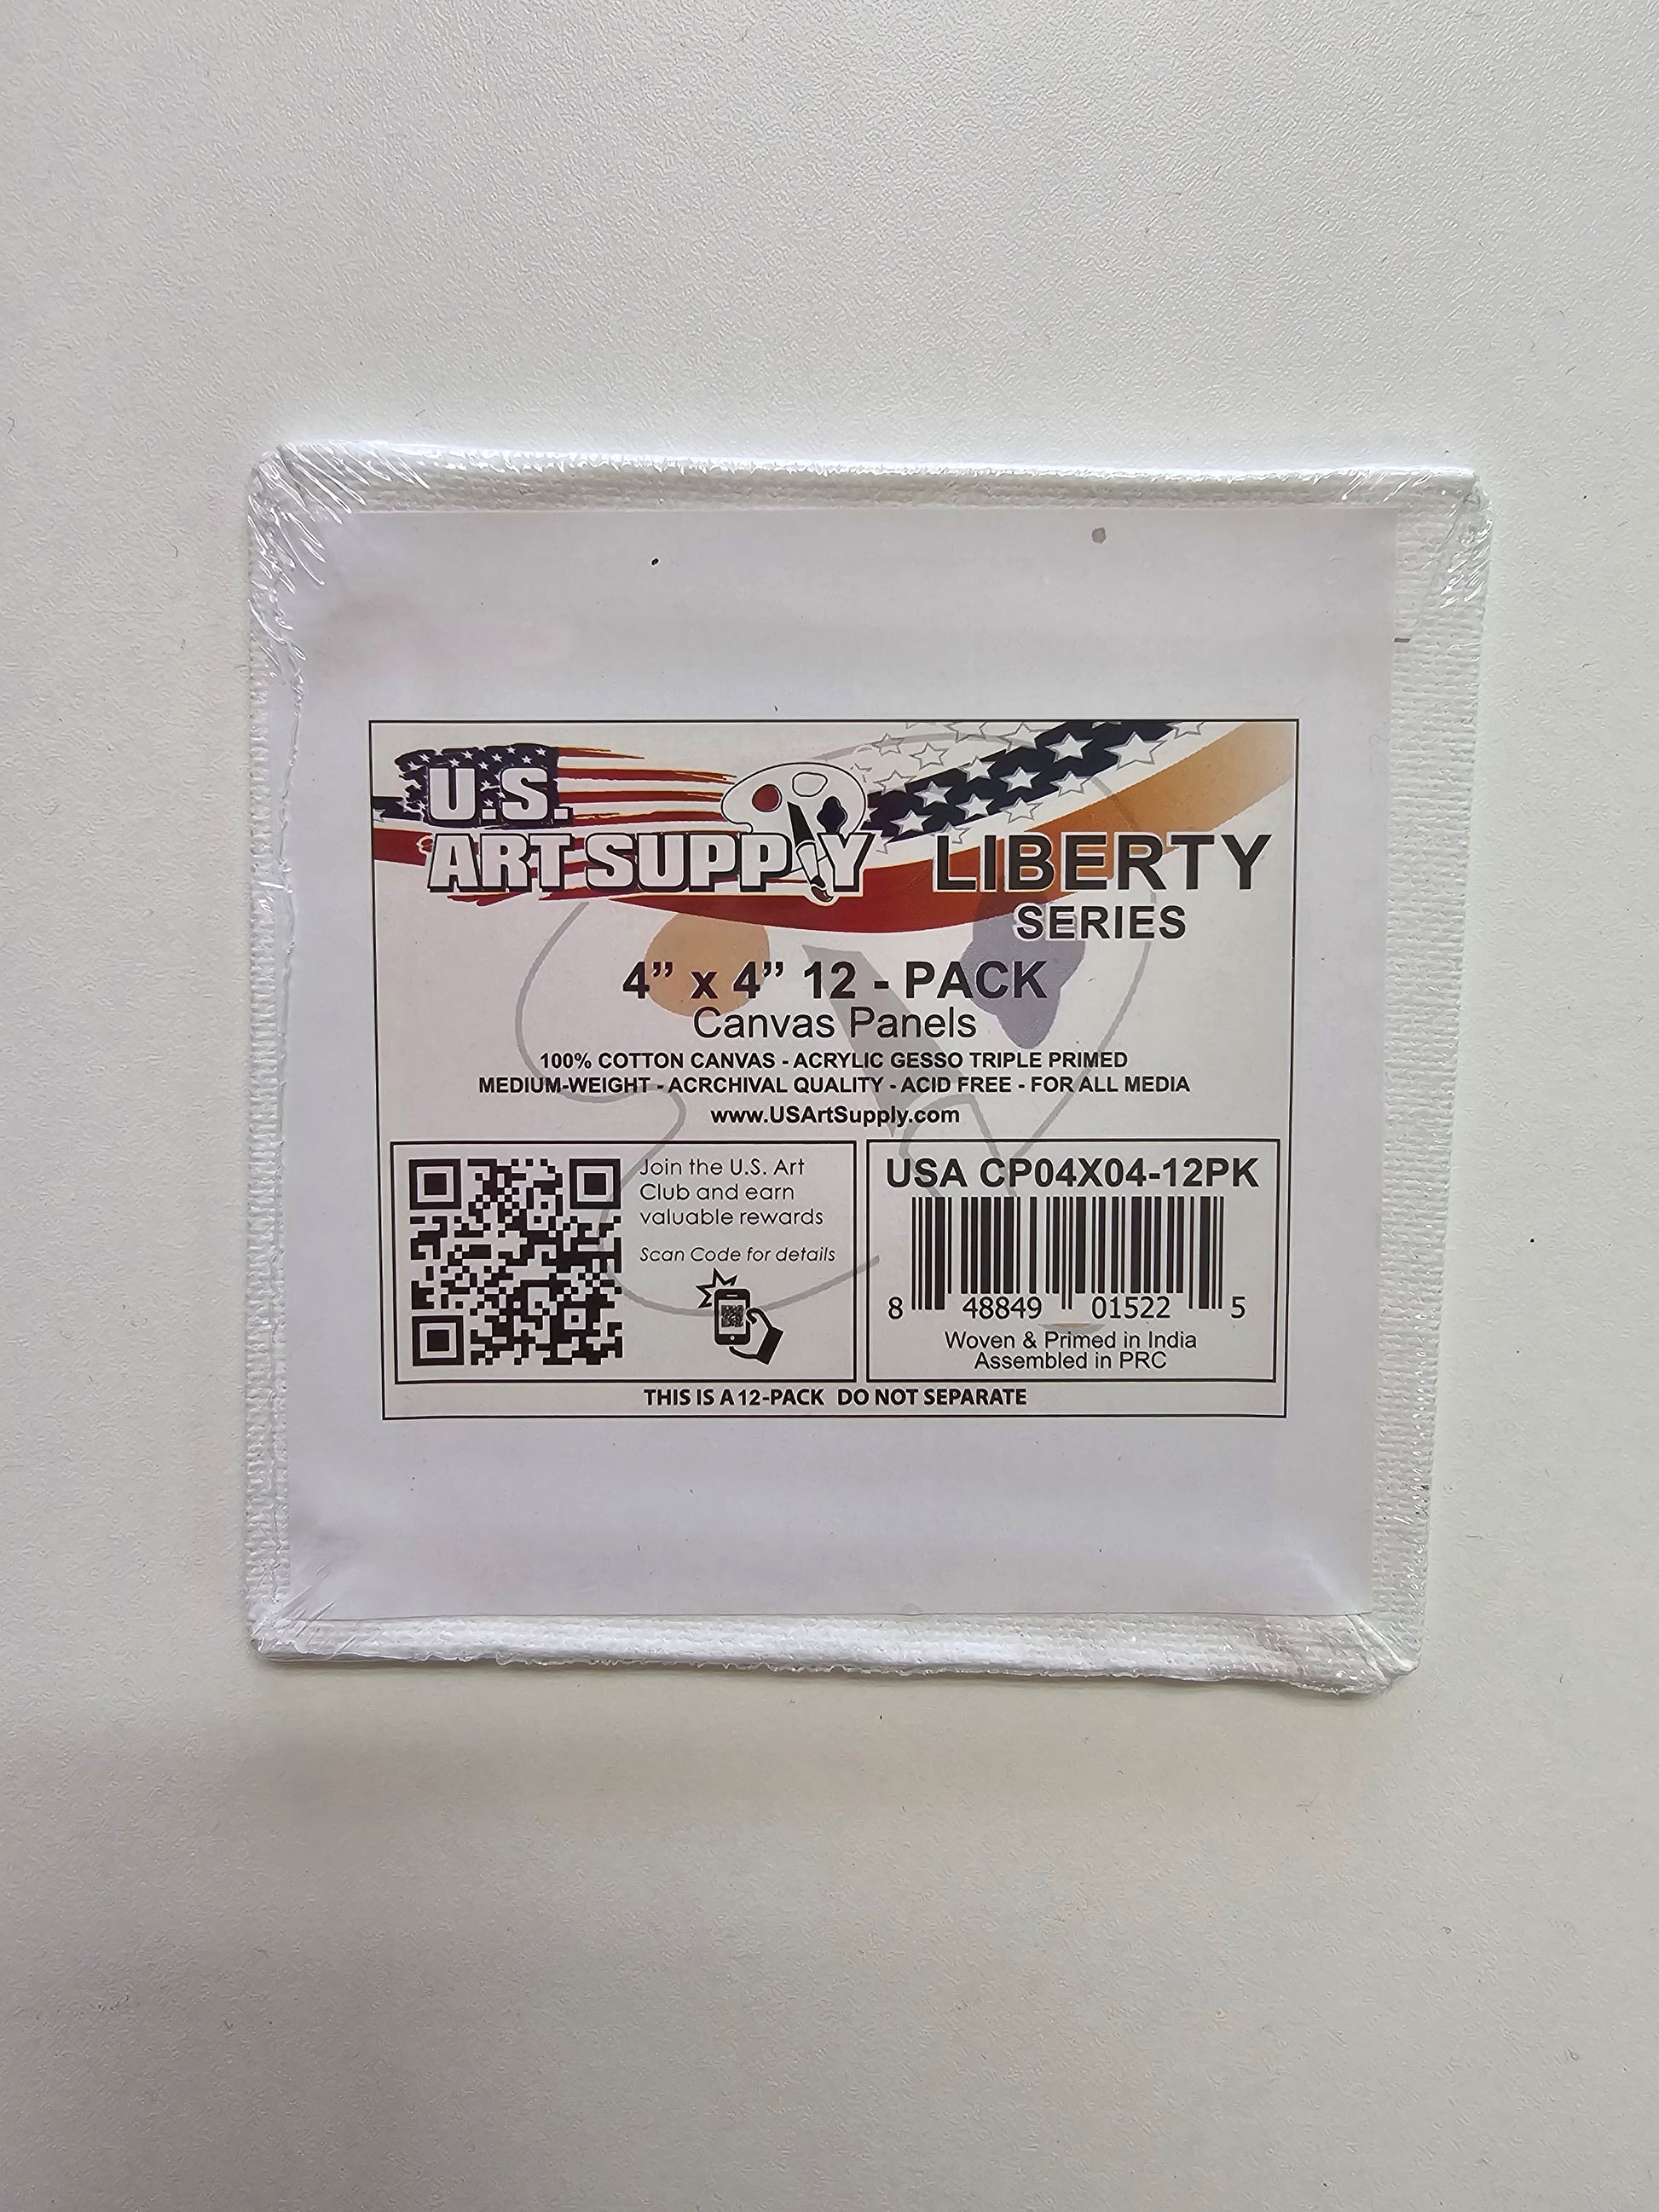 U.S.
ART SUPPLY
LIBERTY
SERIES
4” x 4” 12 - PACK
Canvas Panels
100% COTTON CANVAS - ACRYLIC GESSO TRIPLE PRIMED
MEDIUM-WEIGHT - ACRCHIVAL QUALITY - ACID FREE - FOR ALL MEDIA
www.USArtSupply.com
Join the U.S. Art
Club and earn
valuable rewards
Scan Code for details
USA CP04X04-12PK
8 48849 01522 5
Woven & Primed in India
Assembled in PRC
THIS IS A 12-PACK DO NOT SEPARATE